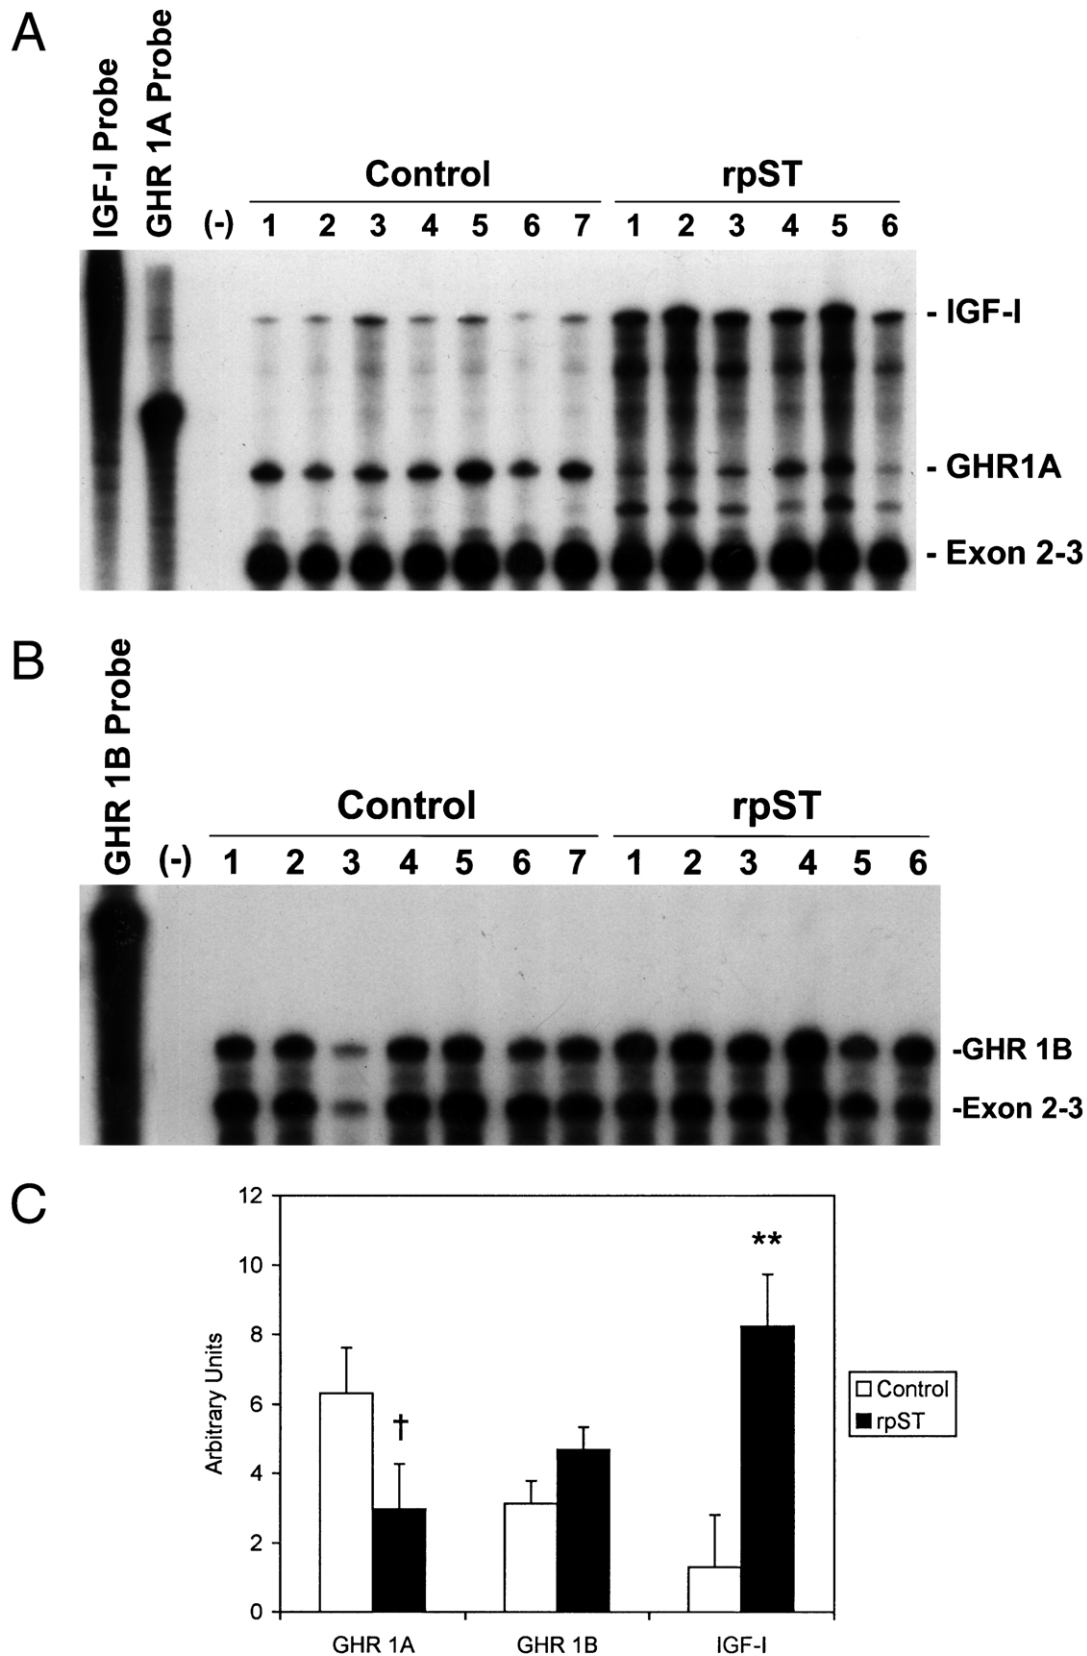 A
IGF-I Probe
GHR 1A Probe
Control
rpST
(-) 1 2 3 4 5 6 7 1 2 3 4 5 6
- IGF-I
- GHR1A
- Exon 2-3
B
GHR 1B Probe
Control
rpST
(-) 1 2 3 4 5 6 7 1 2 3 4 5 6
-GHR 1B
-Exon 2-3
C
Arbitrary Units
12
10
8
6
4
2
0
†
**
Control
rpST
GHR 1A
GHR 1B
IGF-I